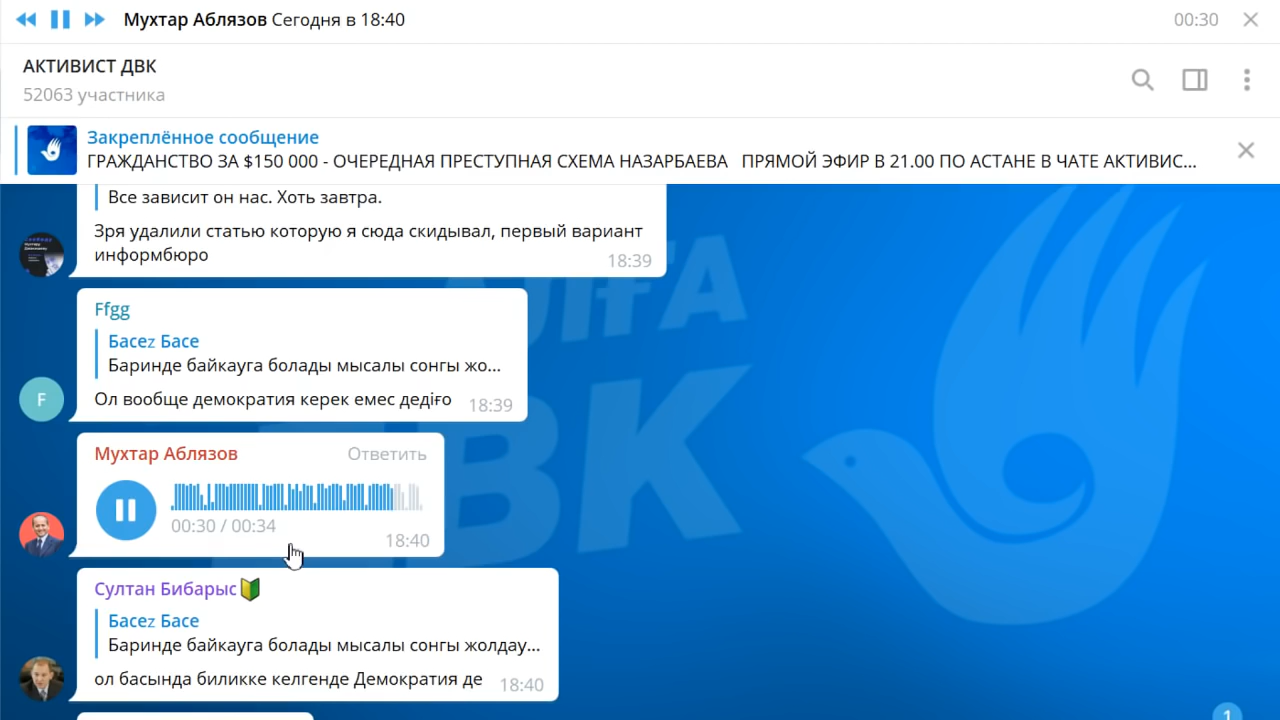 Мухтар Аблязов Сегодня в 18:40
00:30
АКТИВИСТ ДВК
52063 участника
Закреплённое сообщение
ГРАЖДАНСТВО ЗА $150 000 - ОЧЕРЕДНАЯ ПРЕСТУПНАЯ СХЕМА НАЗАРБАЕВА ПРЯМОЙ ЭФИР В 21.00 ПО АСТАНЕ В ЧАТЕ АКТИВИС...
Все зависит он нас. Хоть завтра.
Зря удалили статью которую я сюда скидывал, первый вариант
информбюро
18:39
Ffgg
Басеz Басе
Баринде байкауга болады мысалы сонгы жо...
Ол вообще демократия керек емес дедіғо
18:39
Мухтар Аблязов
Ответить
00:30 / 00:34
18:40
Султан Бибарыс
Басеz Басе
Баринде байкауга болады мысалы сонгы жолдау...
ол басында биликке келгенде Демократия де
18:40
F
ДВК
1